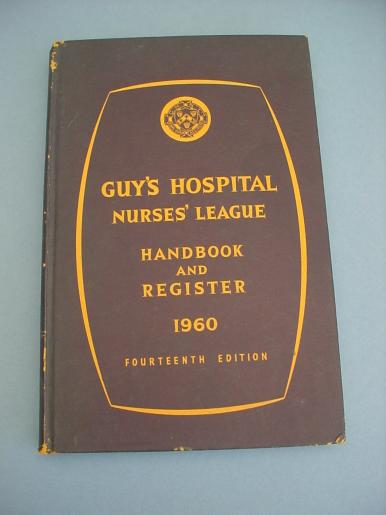 GUY'S HOSPITAL
NURSES' LEAGUE
HANDBOOK
AND
REGISTER
1960
FOURTEENTH EDITION